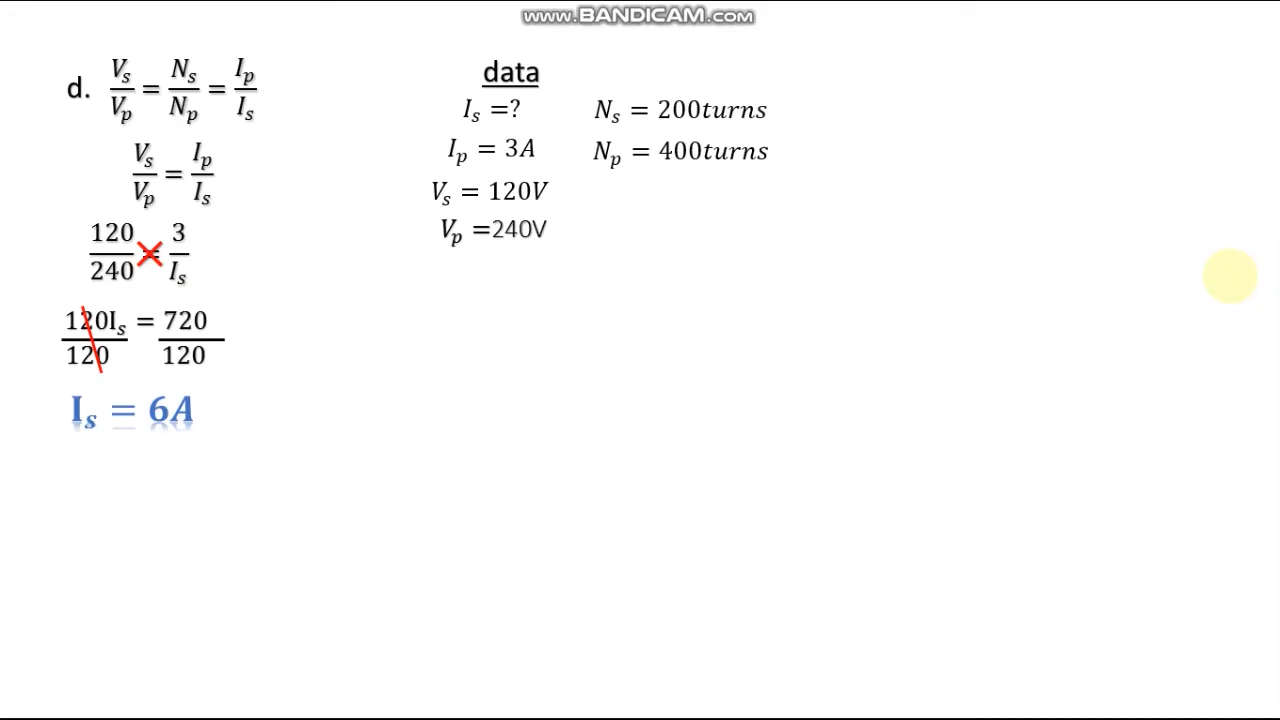 www.BANDICAM.com
d. Vₛ/Vₚ = Nₛ/Nₚ = Iₚ/Iₛ
Vₛ/Vₚ = Iₚ/Iₛ
120/240 = 3/Iₛ
120Iₛ/120 = 720/120
Iₛ = 6A
data
Iₛ =?
Iₚ = 3A
Vₛ = 120V
Vₚ =240V
Nₛ = 200turns
Nₚ = 400turns